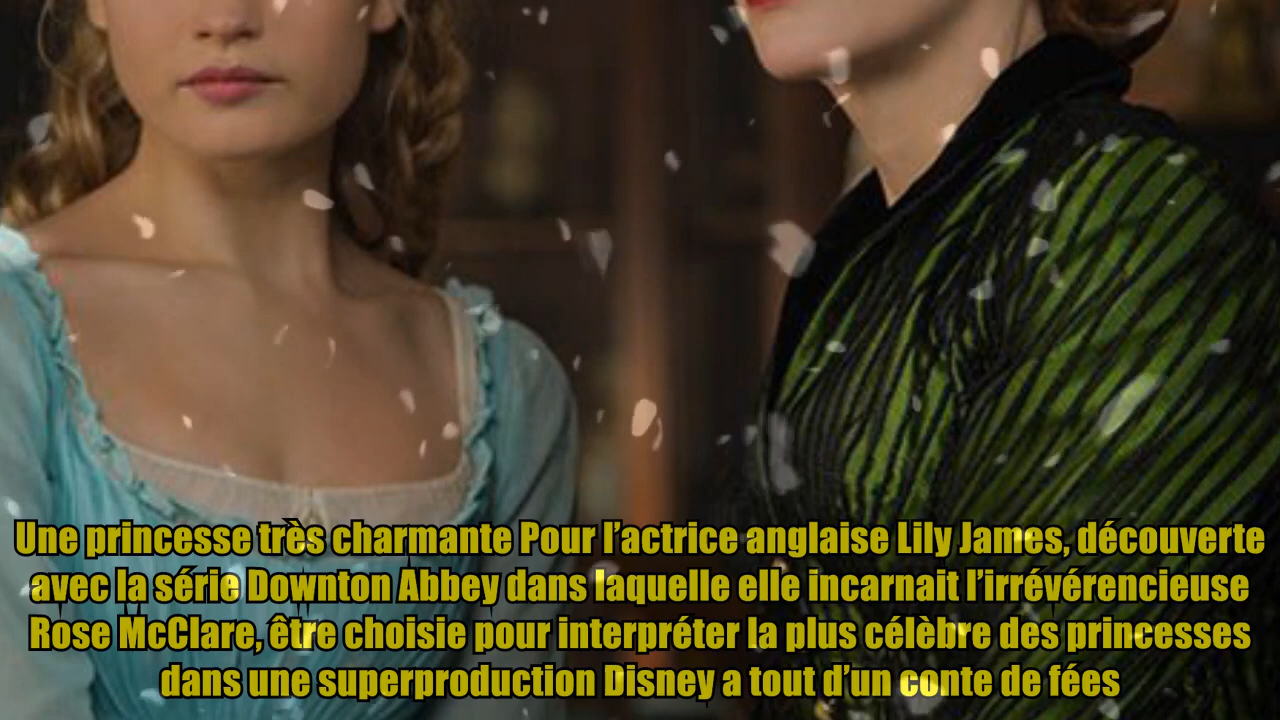 Une princesse très charmante Pour l’actrice anglaise Lily James, découverte
avec la série Downton Abbey dans laquelle elle incarnait l’irrévérencieuse
Rose McClare, être choisie pour interpréter la plus célèbre des princesses
dans une superproduction Disney a tout d’un conte de fées